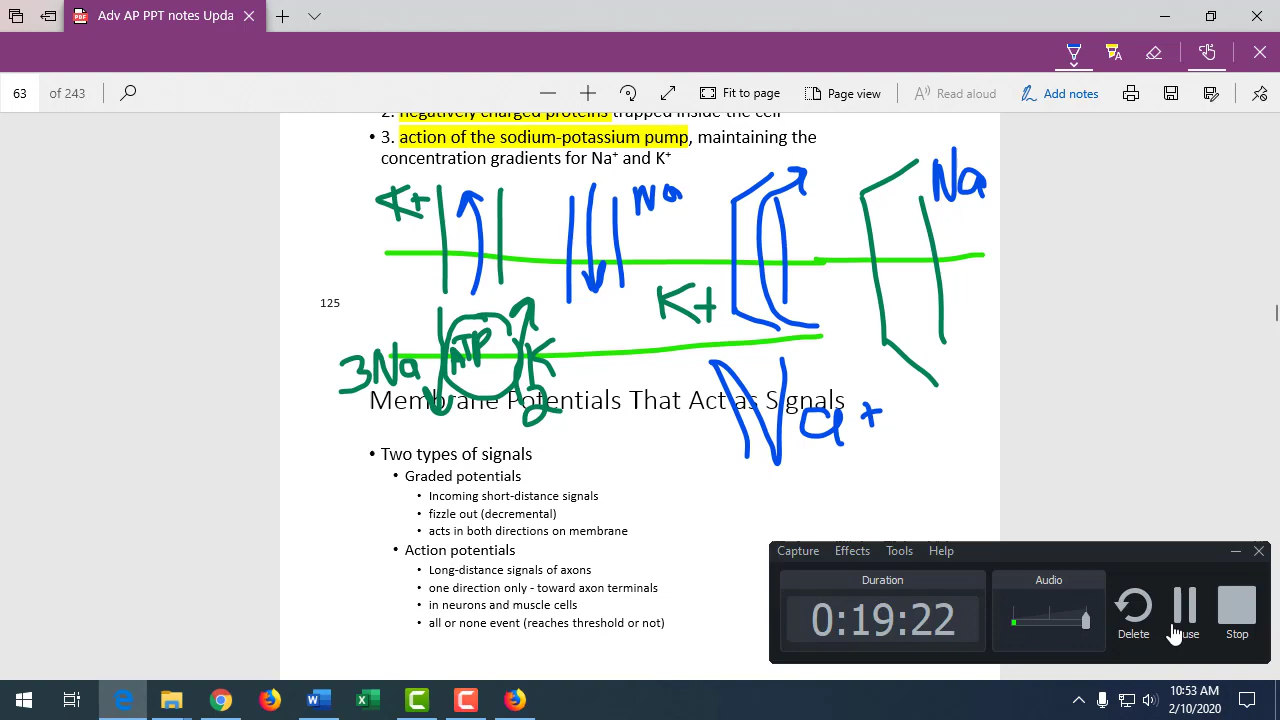 Adv AP PPT notes Upda
63 of 243
Fit to page
Page view
Read aloud
Add notes
2. negatively charged proteins trapped inside the cell
• 3. action of the sodium-potassium pump, maintaining the
concentration gradients for Na⁺ and K⁺
K+
Na
Na
K+
125
3Na
ATP
K
2
Na+
Membrane Potentials That Act as Signals
• Two types of signals
• Graded potentials
• Incoming short-distance signals
• fizzle out (decremental)
• acts in both directions on membrane
• Action potentials
• Long-distance signals of axons
• one direction only - toward axon terminals
• in neurons and muscle cells
• all or none event (reaches threshold or not)
Capture Effects Tools Help
Duration
Audio
0:19:22
Delete
Pause
Stop
10:53 AM
2/10/2020